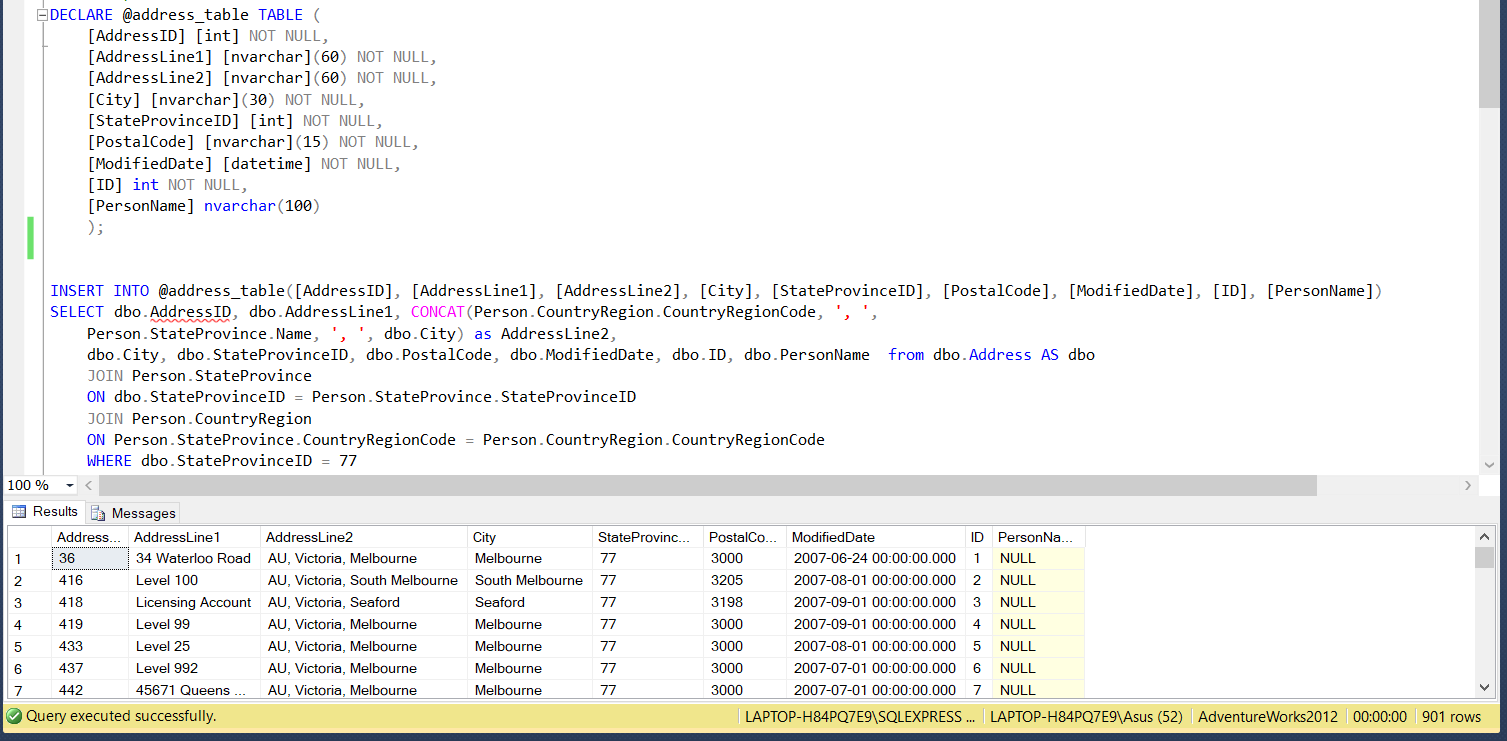 DECLARE @address_table TABLE (
[AddressID] [int] NOT NULL,
[AddressLine1] [nvarchar](60) NOT NULL,
[AddressLine2] [nvarchar](60) NOT NULL,
[City] [nvarchar](30) NOT NULL,
[StateProvinceID] [int] NOT NULL,
[PostalCode] [nvarchar](15) NOT NULL,
[ModifiedDate] [datetime] NOT NULL,
[ID] int NOT NULL,
[PersonName] nvarchar(100)
);
INSERT INTO @address_table([AddressID], [AddressLine1], [AddressLine2], [City], [StateProvinceID], [PostalCode], [ModifiedDate], [ID], [PersonName])
SELECT dbo.AddressID, dbo.AddressLine1, CONCAT(Person.CountryRegion.CountryRegionCode, ', ',
Person.StateProvince.Name, ', ', dbo.City) as AddressLine2,
dbo.City, dbo.StateProvinceID, dbo.PostalCode, dbo.ModifiedDate, dbo.ID, dbo.PersonName  from dbo.Address AS dbo
JOIN Person.StateProvince
ON dbo.StateProvinceID = Person.StateProvince.StateProvinceID
JOIN Person.CountryRegion
ON Person.StateProvince.CountryRegionCode = Person.CountryRegion.CountryRegionCode
WHERE dbo.StateProvinceID = 77
100 %
Results Messages
Address... AddressLine1 AddressLine2 City StateProvinc... PostalCo... ModifiedDate ID PersonNa...
1 36 34 Waterloo Road AU, Victoria, Melbourne Melbourne 77 3000 2007-06-24 00:00:00.000 1 NULL
2 416 Level 100 AU, Victoria, South Melbourne South Melbourne 77 3205 2007-08-01 00:00:00.000 2 NULL
3 418 Licensing Account AU, Victoria, Seaford Seaford 77 3198 2007-09-01 00:00:00.000 3 NULL
4 419 Level 99 AU, Victoria, Melbourne Melbourne 77 3000 2007-09-01 00:00:00.000 4 NULL
5 433 Level 25 AU, Victoria, Melbourne Melbourne 77 3000 2007-08-01 00:00:00.000 5 NULL
6 437 Level 992 AU, Victoria, Melbourne Melbourne 77 3000 2007-07-01 00:00:00.000 6 NULL
7 442 45671 Queens ... AU, Victoria, Melbourne Melbourne 77 3000 2007-07-01 00:00:00.000 7 NULL
Query executed successfully. LAPTOP-H84PQ7E9\SQLEXPRESS ... LAPTOP-H84PQ7E9\Asus (52) AdventureWorks2012 00:00:00 901 rows